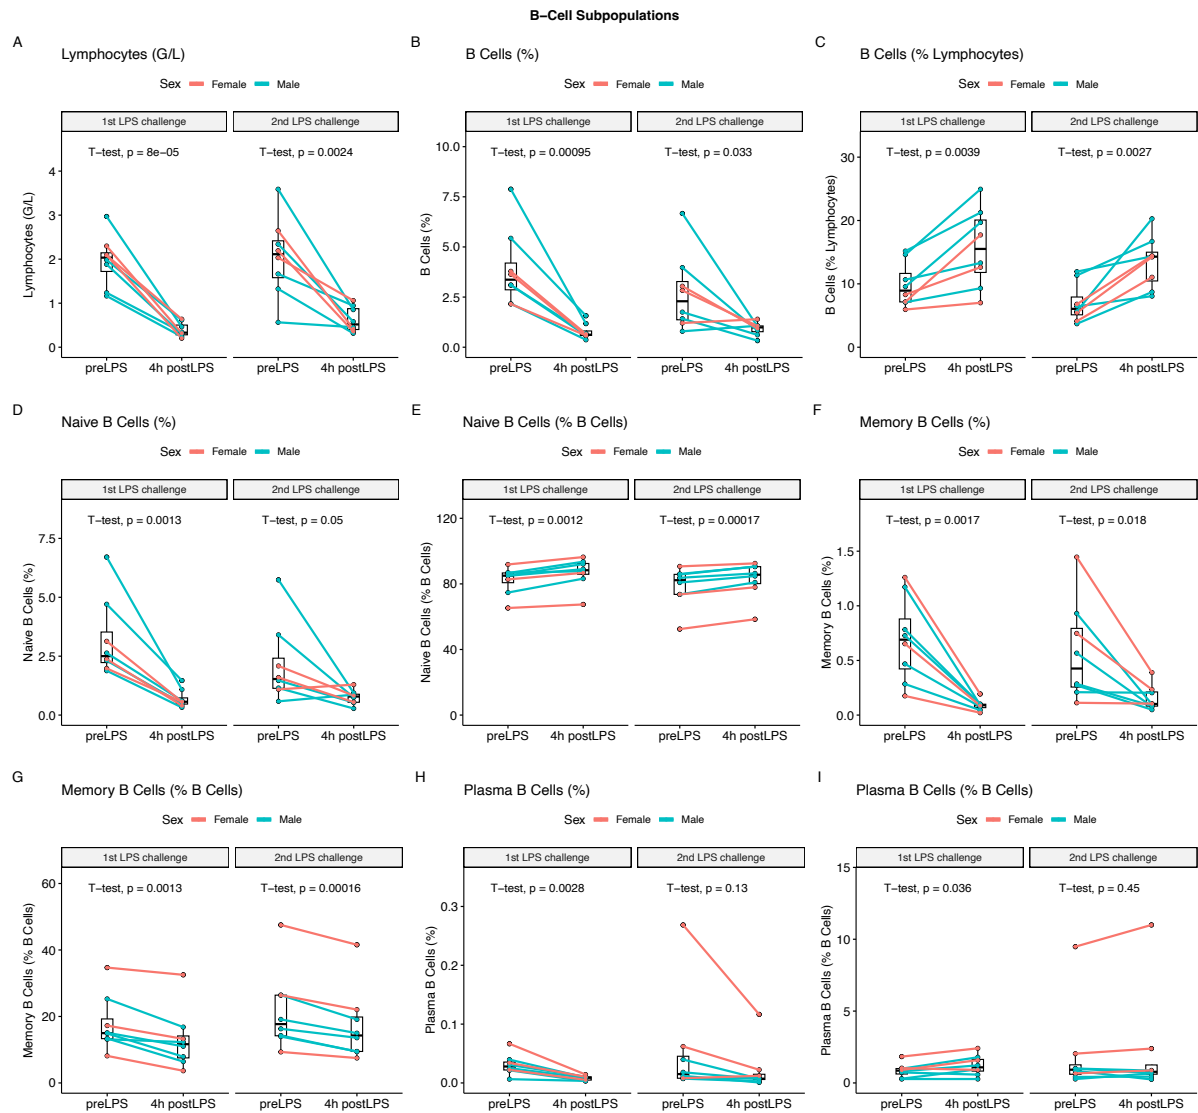 B−Cell Subpopulations
A
Lymphocytes (G/L)
Sex Female Male
1st LPS challenge
2nd LPS challenge
T−test, p = 8e−05
T−test, p = 0.0024
Lymphocytes (G/L)
4
3
2
1
0
preLPS
4h postLPS
preLPS
4h postLPS
B
B Cells (%)
Sex Female Male
1st LPS challenge
2nd LPS challenge
T−test, p = 0.00095
T−test, p = 0.033
B Cells (%)
10.0
7.5
5.0
2.5
0.0
preLPS
4h postLPS
preLPS
4h postLPS
C
B Cells (% Lymphocytes)
Sex Female Male
1st LPS challenge
2nd LPS challenge
T−test, p = 0.0039
T−test, p = 0.0027
B Cells (% Lymphocytes)
30
20
10
0
preLPS
4h postLPS
preLPS
4h postLPS
D
Naive B Cells (%)
Sex Female Male
1st LPS challenge
2nd LPS challenge
T−test, p = 0.0013
T−test, p = 0.05
Naive B Cells (%)
7.5
5.0
2.5
0.0
preLPS
4h postLPS
preLPS
4h postLPS
E
Naive B Cells (% B Cells)
Sex Female Male
1st LPS challenge
2nd LPS challenge
T−test, p = 0.0012
T−test, p = 0.00017
Naive B Cells (% B Cells)
120
80
40
0
preLPS
4h postLPS
preLPS
4h postLPS
F
Memory B Cells (%)
Sex Female Male
1st LPS challenge
2nd LPS challenge
T−test, p = 0.0017
T−test, p = 0.018
Memory B Cells (%)
1.5
1.0
0.5
0.0
preLPS
4h postLPS
preLPS
4h postLPS
G
Memory B Cells (% B Cells)
Sex Female Male
1st LPS challenge
2nd LPS challenge
T−test, p = 0.0013
T−test, p = 0.00016
Memory B Cells (% B Cells)
60
40
20
0
preLPS
4h postLPS
preLPS
4h postLPS
H
Plasma B Cells (%)
Sex Female Male
1st LPS challenge
2nd LPS challenge
T−test, p = 0.0028
T−test, p = 0.13
Plasma B Cells (%)
0.3
0.2
0.1
0.0
preLPS
4h postLPS
preLPS
4h postLPS
I
Plasma B Cells (% B Cells)
Sex Female Male
1st LPS challenge
2nd LPS challenge
T−test, p = 0.036
T−test, p = 0.45
Plasma B Cells (% B Cells)
15
10
5
0
preLPS
4h postLPS
preLPS
4h postLPS